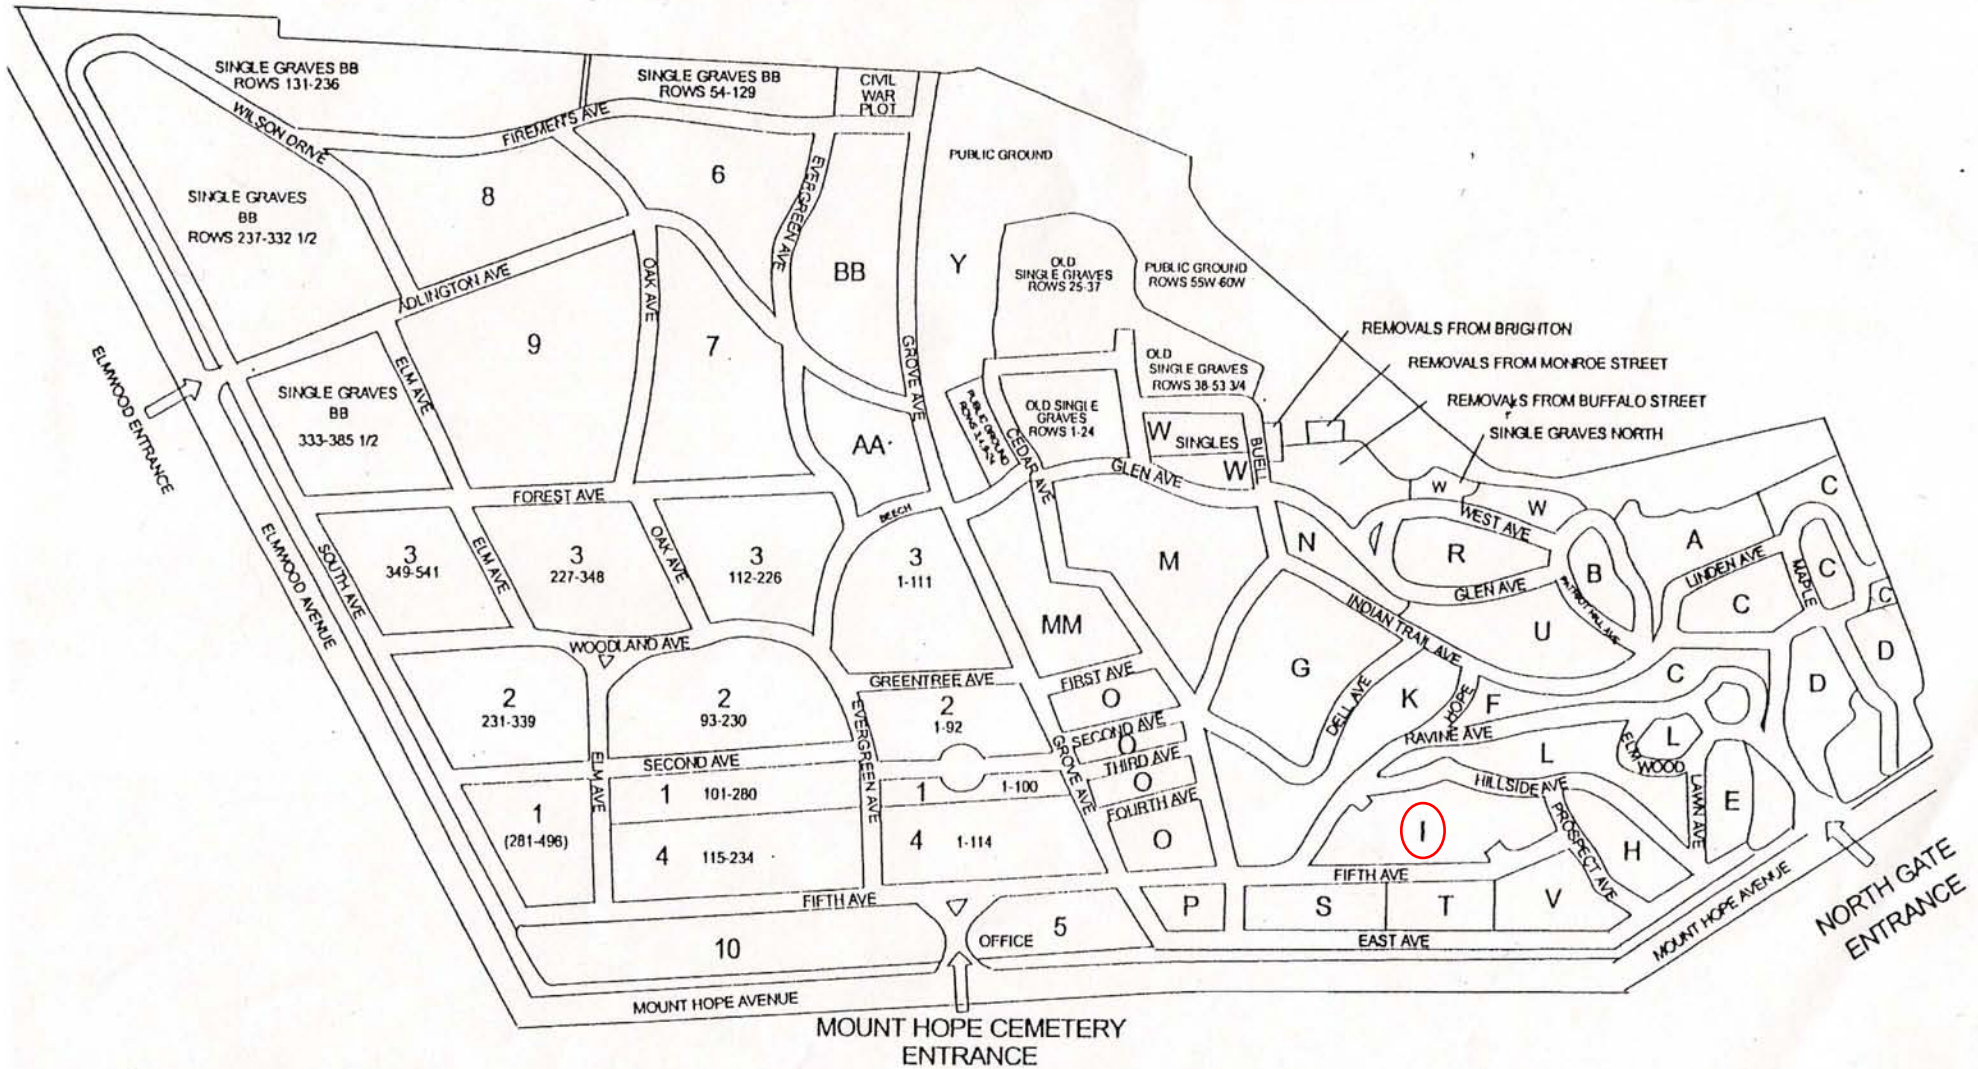 SINGLE GRAVES BB
ROWS 131-236
SINGLE GRAVES BB
ROWS 54-129
CIVIL
WAR
PLOT
WILSON DRIVE
FIREMEN'S AVE
PUBLIC GROUND
8
6
EVERGREEN AVE
SINGLE GRAVES
BB
ROWS 237-332 1/2
BB
Y
OLD
SINGLE GRAVES
ROWS 25-37
PUBLIC GROUND
ROWS 55W-60W
ADLINGTON AVE
OAK AVE
9
7
GROVE AVE
ELMWOOD ENTRANCE
ELM AVE
SINGLE GRAVES
BB
333-385 1/2
OLD
SINGLE GRAVES
ROWS 38-53 3/4
REMOVALS FROM BRIGHTON
REMOVALS FROM MONROE STREET
REMOVALS FROM BUFFALO STREET
SINGLE GRAVES NORTH
PUBLIC GROUND
OLD SINGLE
GRAVES
ROWS 1-24
AA
CEDAR AVE
W
SINGLES
W
BUELL
GLEN AVE
W
W
WEST AVE
C
FOREST AVE
BEECH
ELMWOOD AVENUE
SOUTH AVE
3
349-541
ELM AVE
3
227-348
OAK AVE
3
112-226
3
1-111
M
N
R
B
A
LINDEN AVE
MAPLE
C
C
C
GLEN AVE
PATRIOT HILL AVE
INDIAN TRAIL AVE
U
MM
WOODLAND AVE
GREENTREE AVE
FIRST AVE
G
DELL AVE
K
HOPE
F
C
D
D
2
231-339
2
93-230
2
1-92
O
SECOND AVE
O
RAVINE AVE
L
L
ELM
WOOD
EVERGREEN AVE
GROVE AVE
SECOND AVE
ELM AVE
THIRD AVE
O
FOURTH AVE
HILLSIDE AVE
LAWN AVE
E
1
(281-496)
1
101-280
1
1-100
4
115-234
4
1-114
O
I
PROSPECT AVE
H
FIFTH AVE
FIFTH AVE
P
S
T
V
10
OFFICE
5
EAST AVE
MOUNT HOPE AVENUE
NORTH GATE
ENTRANCE
MOUNT HOPE AVENUE
MOUNT HOPE CEMETERY
ENTRANCE